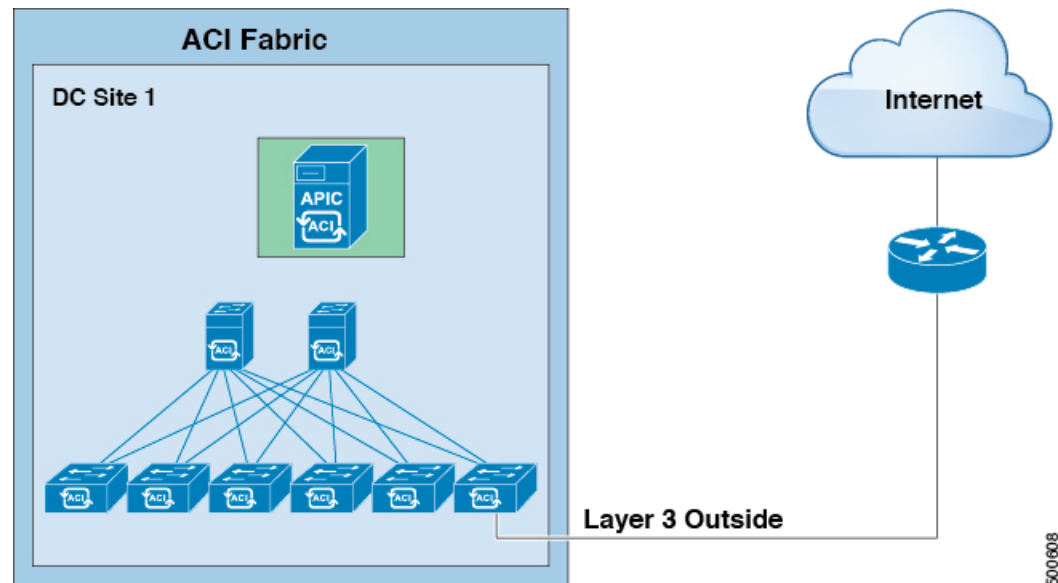 ACI Fabric
DC Site 1
Internet
APIC
ACI
ACI
ACI
ACI
ACI
ACI
ACI
ACI
ACI
Layer 3 Outside
500608